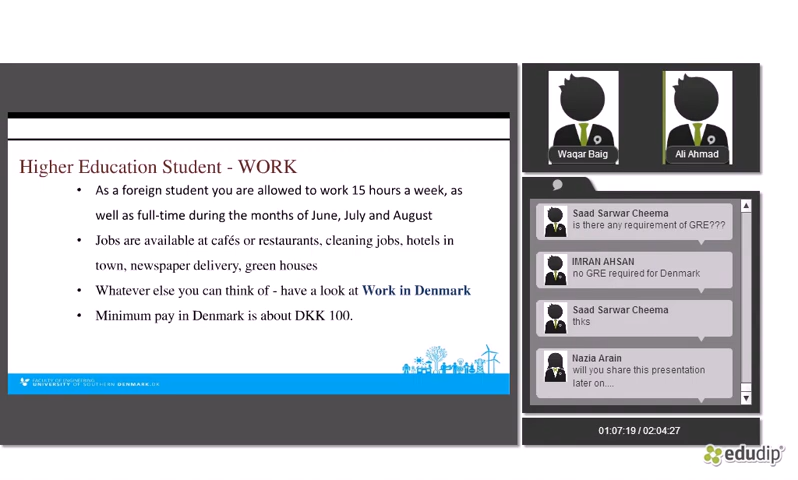 Higher Education Student - WORK
• As a foreign student you are allowed to work 15 hours a week, as
well as full-time during the months of June, July and August
• Jobs are available at cafés or restaurants, cleaning jobs, hotels in
town, newspaper delivery, green houses
• Whatever else you can think of - have a look at Work in Denmark
• Minimum pay in Denmark is about DKK 100.
FACULTY OF ENGINEERING
UNIVERSITY OF SOUTHERN DENMARK.DK
Waqar Baig
Ali Ahmad
Saad Sarwar Cheema
is there any requirement of GRE???
IMRAN AHSAN
no GRE required for Denmark
Saad Sarwar Cheema
thks
Nazia Arain
will you share this presentation
later on....
01:07:19 / 02:04:27
edudip